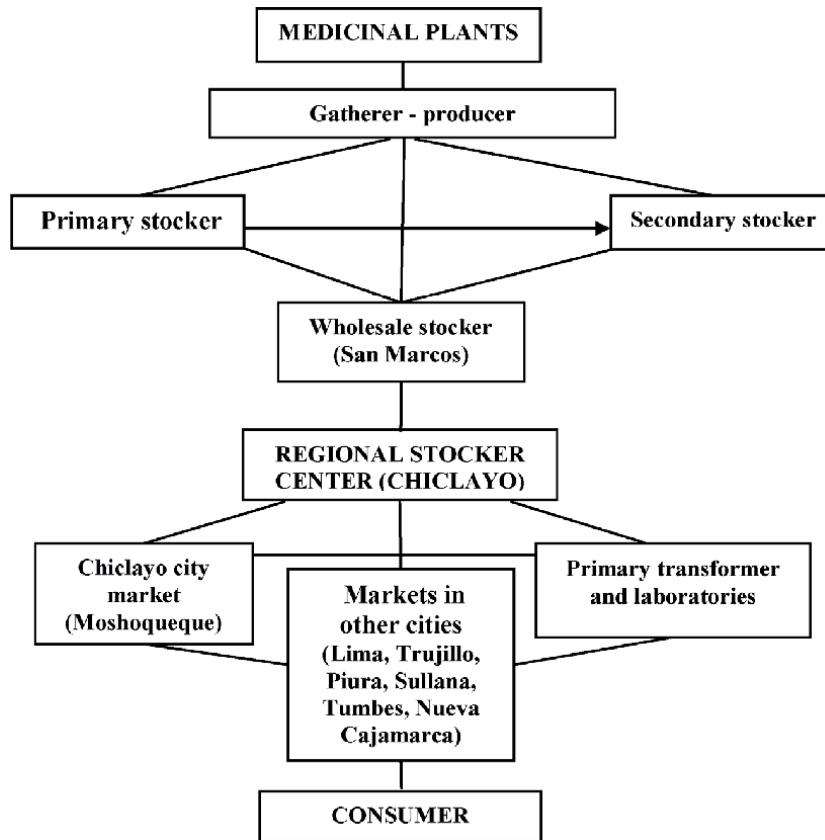 MEDICINAL PLANTS
Gatherer - producer
Primary stocker
Secondary stocker
Wholesale stocker
(San Marcos)
REGIONAL STOCKER
CENTER (CHICLAYO)
Chiclayo city
market
(Moshoqueque)
Markets in
other cities
(Lima, Trujillo,
Piura, Sullana,
Tumbes, Nueva
Cajamarca)
Primary transformer
and laboratories
CONSUMER